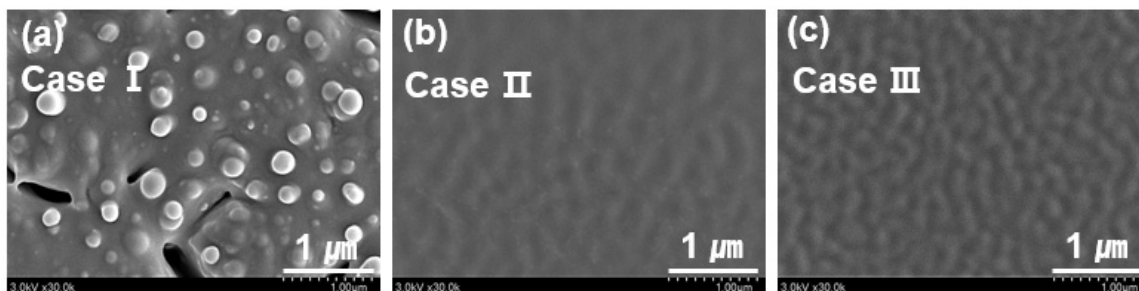 (a)
Case Ⅰ
1 ㎛
3.0kV x30.0k 1.00um
(b)
Case Ⅱ
1 ㎛
3.0kV x30.0k 1.00um
(c)
Case Ⅲ
1 ㎛
3.0kV x30.0k 1.00um